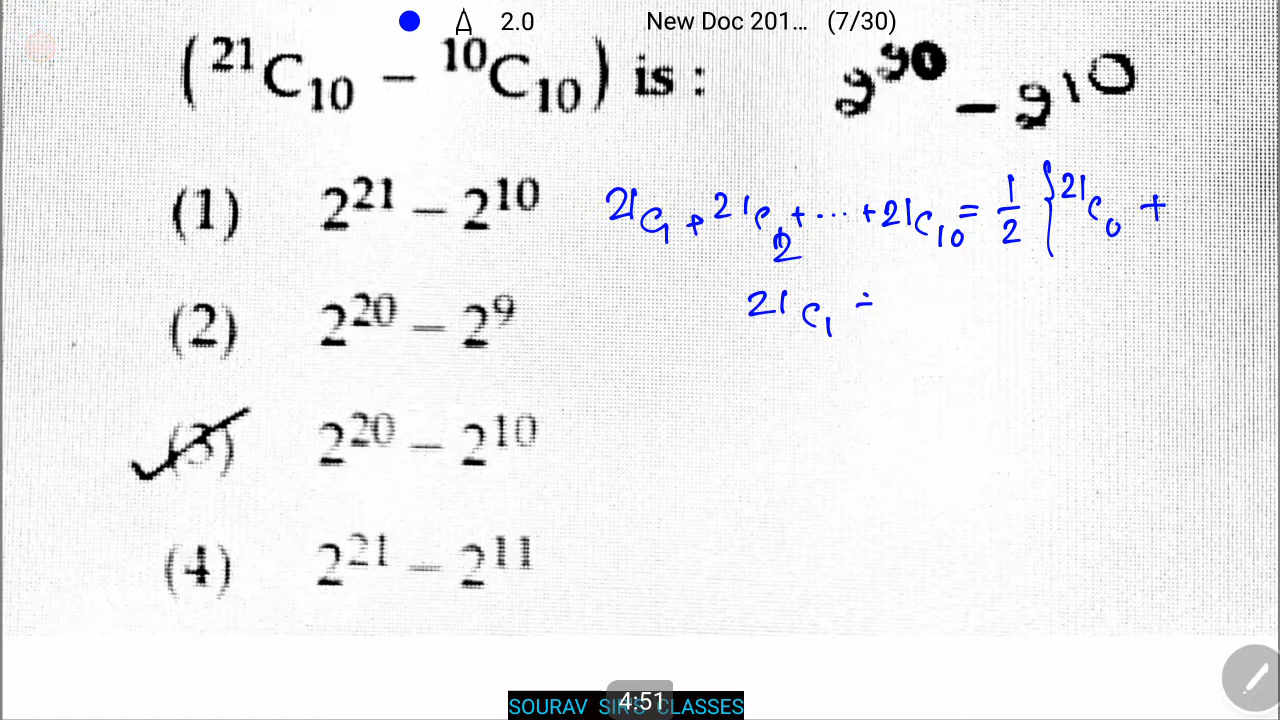 Δ 2.0 New Doc 201... (7/30)
(²¹C₁₀ − ¹⁰C₁₀) is : 2²⁰ − 2¹⁰
(1) 2²¹ − 2¹⁰ ²¹C₁ + ²¹C₂ + ... + ²¹C₁₀ = 1/2 {²¹C₀ +
²¹C₁ =
(2) 2²⁰ − 2⁹
(3) 2²⁰ − 2¹⁰
(4) 2²¹ − 2¹¹
4:51
SOURAV SIR'S CLASSES